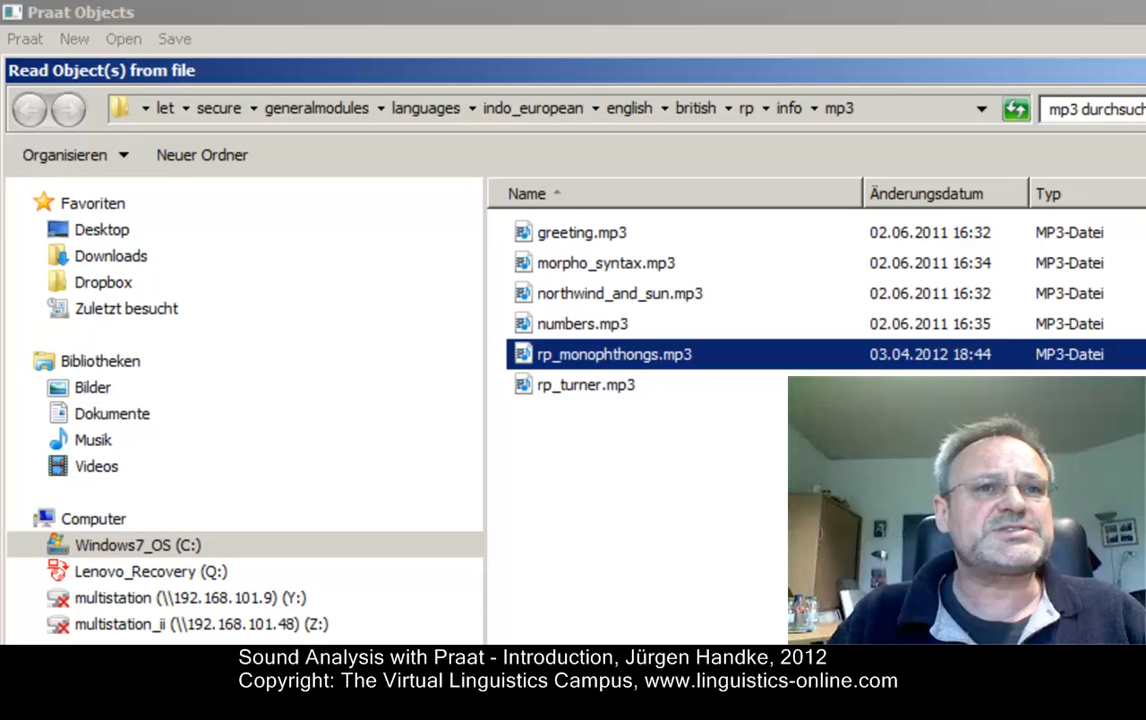 Praat Objects
Praat New Open Save
Read Object(s) from file
let secure generalmodules languages indo_european english british rp info mp3
mp3 durchsuch
Organisieren Neuer Ordner
Favoriten
Desktop
Downloads
Dropbox
Zuletzt besucht
Bibliotheken
Bilder
Dokumente
Musik
Videos
Computer
Windows7_OS (C:)
Lenovo_Recovery (Q:)
multistation (\\192.168.101.9) (Y:)
multistation_ii (\\192.168.101.48) (Z:)
Name Änderungsdatum Typ
greeting.mp3 02.06.2011 16:32 MP3-Datei
morpho_syntax.mp3 02.06.2011 16:34 MP3-Datei
northwind_and_sun.mp3 02.06.2011 16:32 MP3-Datei
numbers.mp3 02.06.2011 16:35 MP3-Datei
rp_monophthongs.mp3 03.04.2012 18:44 MP3-Datei
rp_turner.mp3
Sound Analysis with Praat - Introduction, Jürgen Handke, 2012
Copyright: The Virtual Linguistics Campus, www.linguistics-online.com